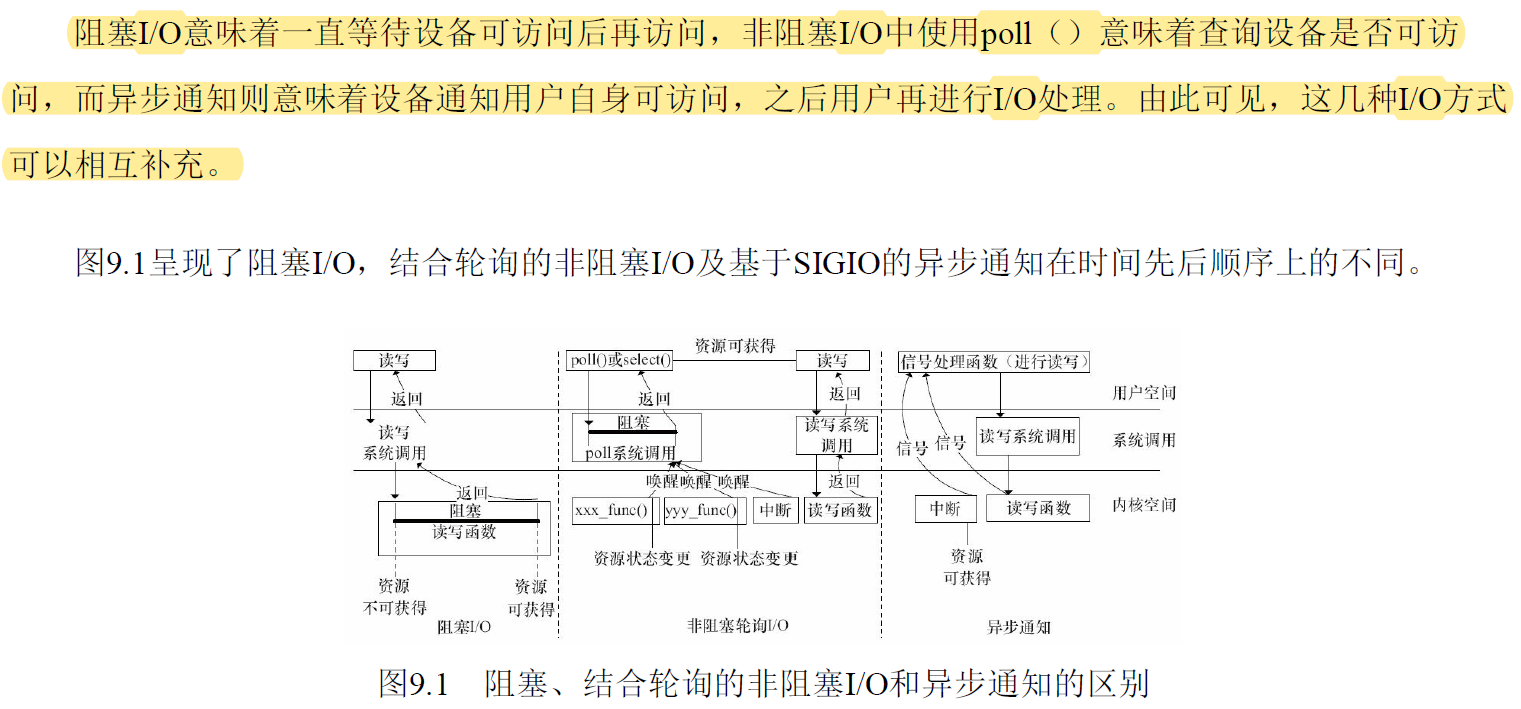 阻塞I/O意味着一直等待设备可访问后再访问，非阻塞I/O中使用poll（）意味着查询设备是否可访
问，而异步通知则意味着设备通知用户自身可访问，之后用户再进行I/O处理。由此可见，这几种I/O方式
可以相互补充。
图9.1呈现了阻塞I/O，结合轮询的非阻塞I/O及基于SIGIO的异步通知在时间先后顺序上的不同。
读写
返回
读写
系统调用
返回
阻塞
读写函数
资源
不可获得
资源
可获得
阻塞I/O
poll()或select()
资源可获得
读写
返回
返回
阻塞
poll系统调用
读写系统
调用
唤醒 唤醒 唤醒
返回
xxx_func()
yyy_func()
中断
读写函数
资源状态变更
资源状态变更
非阻塞轮询I/O
信号处理函数（进行读写）
用户空间
信号
信号
读写系统调用
系统调用
中断
读写函数
内核空间
资源
可获得
异步通知
图9.1 阻塞、结合轮询的非阻塞I/O和异步通知的区别